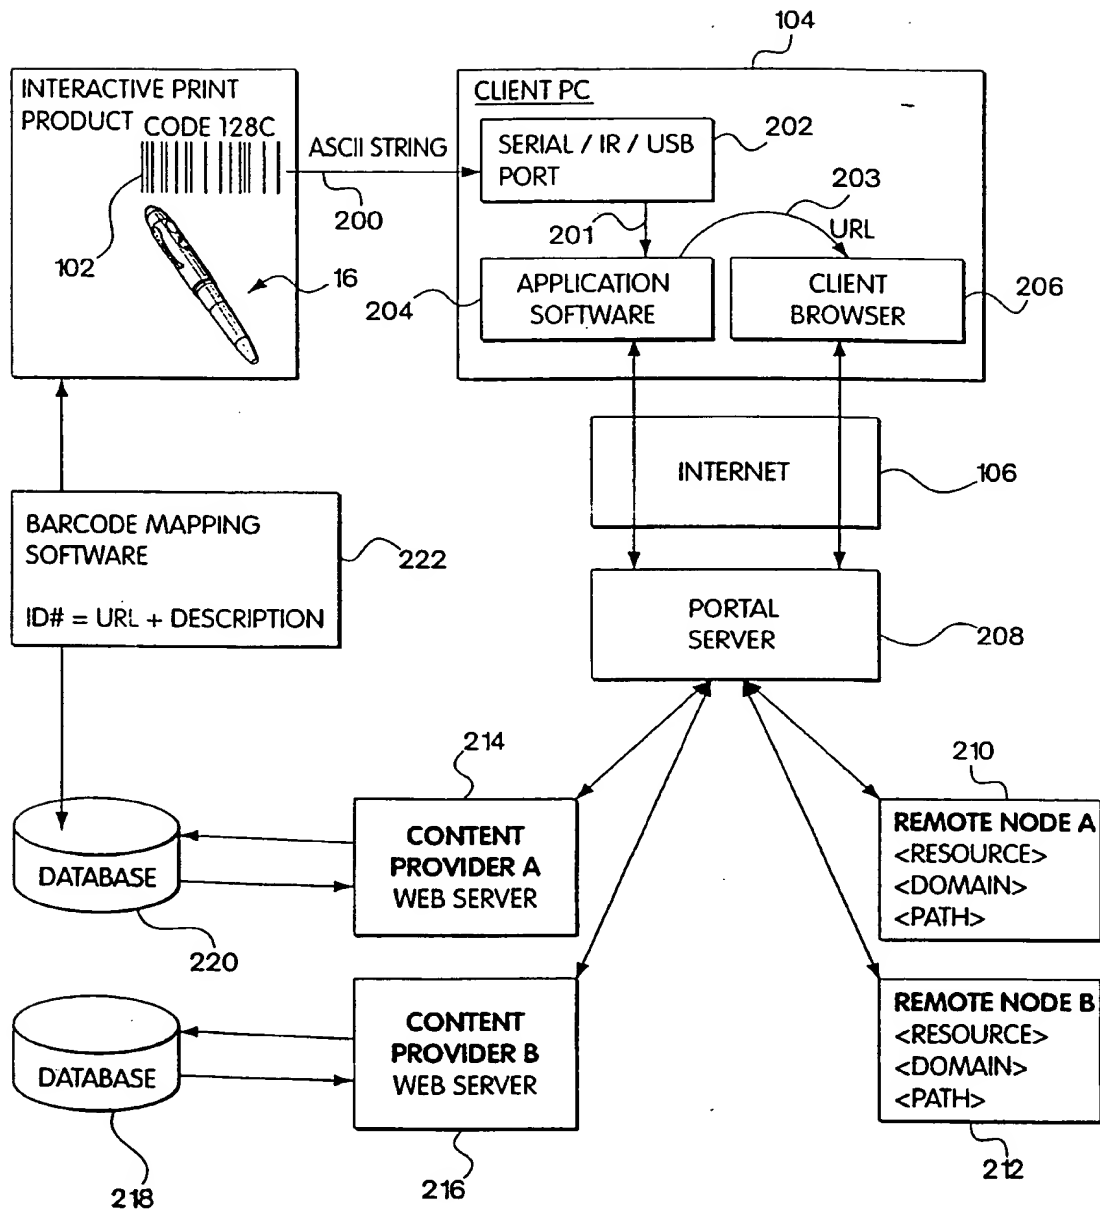 104
INTERACTIVE PRINT
PRODUCT
CODE 128C
102
16
ASCII STRING
200
CLIENT PC
SERIAL / IR / USB
PORT
202
201
203
URL
APPLICATION
SOFTWARE
204
CLIENT
BROWSER
206
INTERNET
106
BARCODE MAPPING
SOFTWARE
ID# = URL + DESCRIPTION
222
PORTAL
SERVER
208
214
210
DATABASE
220
CONTENT
PROVIDER A
WEB SERVER
REMOTE NODE A
<RESOURCE>
<DOMAIN>
<PATH>
DATABASE
218
CONTENT
PROVIDER B
WEB SERVER
216
REMOTE NODE B
<RESOURCE>
<DOMAIN>
<PATH>
212